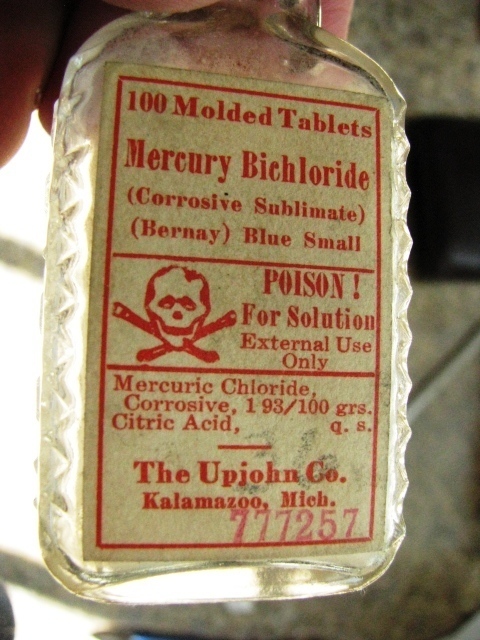 100 Molded Tablets
Mercury Bichloride
(Corrosive Sublimate)
(Bernay) Blue Small
POISON !
For Solution
External Use
Only
Mercuric Chloride,
Corrosive, 1 93/100 grs.
Citric Acid, q. s.
The Upjohn Co.
Kalamazoo, Mich.
777257